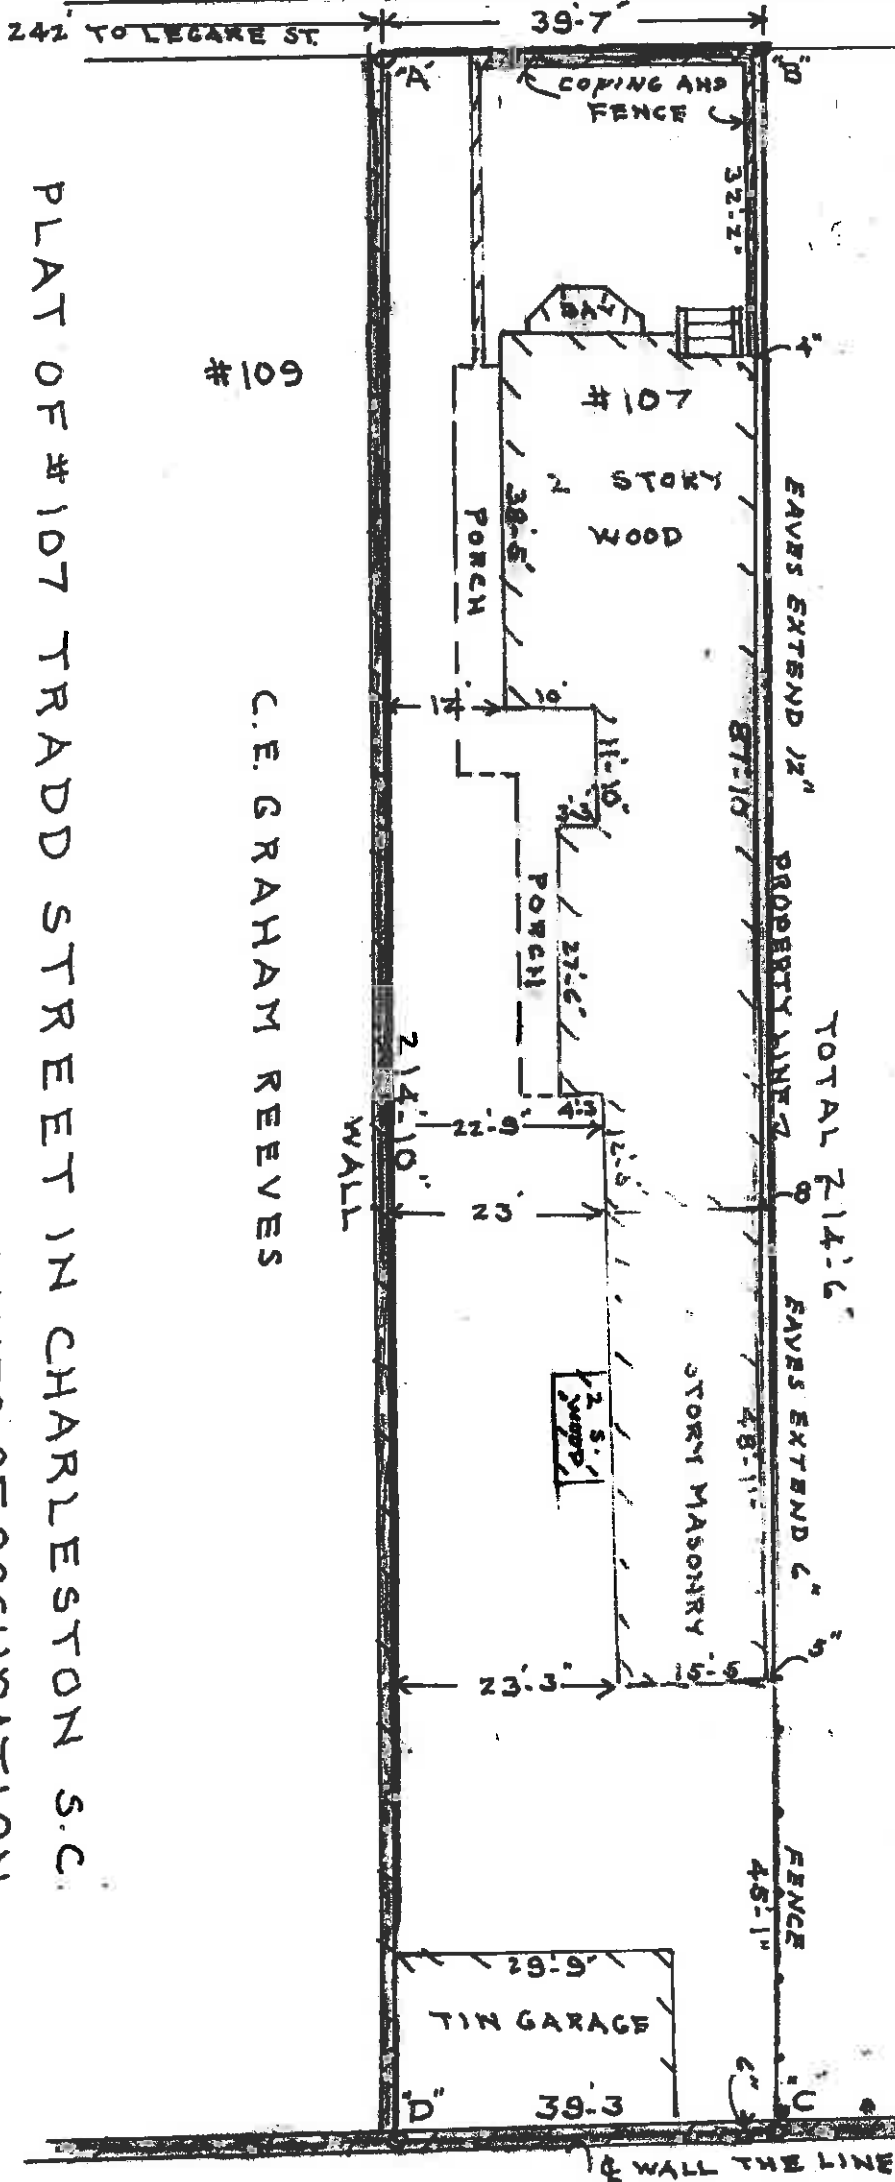 242' TO LEGARE ST.
39'-7"
"A"
"B"
COPING AND
FENCE
32'-2"
BAY
4"
#109
#107
2 STORY
WOOD
38'-6"
PORCH
EAVES EXTEND 12"
87'-10
12'
10'
11'-10"
PORCH
27'-6"
PROPERTY LINE
TOTAL 214'-6"
C.E. GRAHAM REEVES
214'-10"
WALL
4'-3
22'-9"
12'-5
23'
8
EAVES EXTEND 6"
2 S.
WOOD
STORY MASONRY
48'-11"
5"
15'-5
23'-3"
FENCE
45'-1"
29'-9"
TIN GARAGE
6"
"D"
39'-3
"C
℄ WALL THE LINE
PLAT OF #107 TRADD STREET IN CHARLESTON S.C.